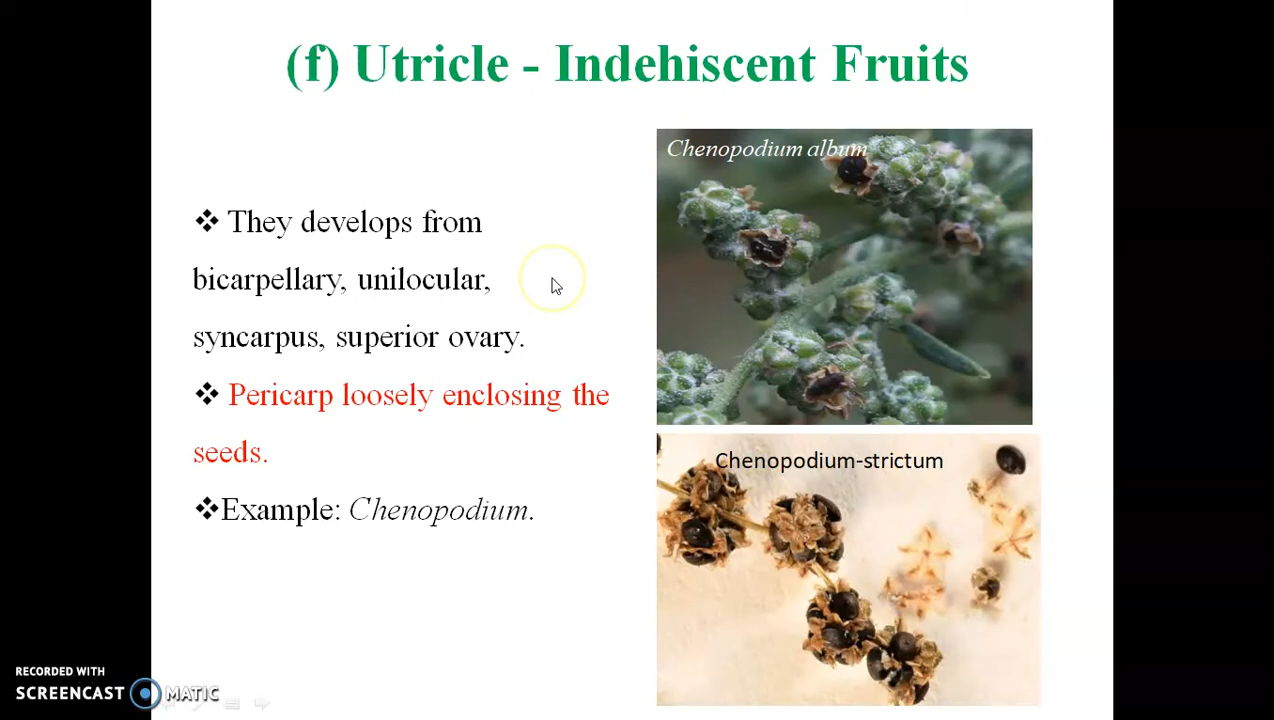 (f) Utricle - Indehiscent Fruits
Chenopodium album
❖ They develops from
bicarpellary, unilocular,
syncarpus, superior ovary.
❖ Pericarp loosely enclosing the
seeds.
❖Example: Chenopodium.
Chenopodium-strictum
RECORDED WITH
SCREENCAST MATIC